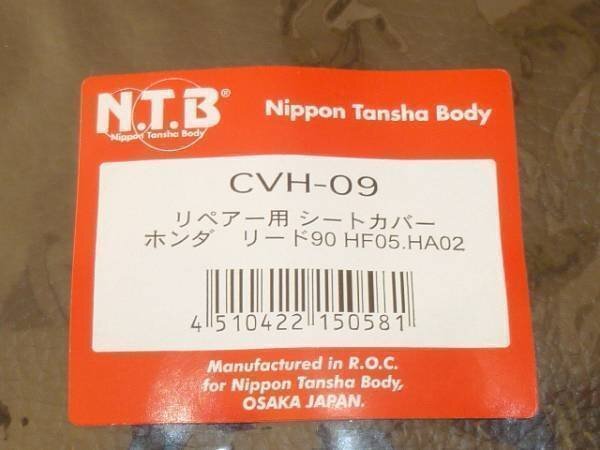 N.T.B®
Nippon Tansha Body
Nippon Tansha Body
CVH-09
リペアー用 シートカバー
ホンダ　リード90 HF05.HA02
4 510422 150581
Manufactured in R.O.C.
for Nippon Tansha Body,
OSAKA JAPAN.